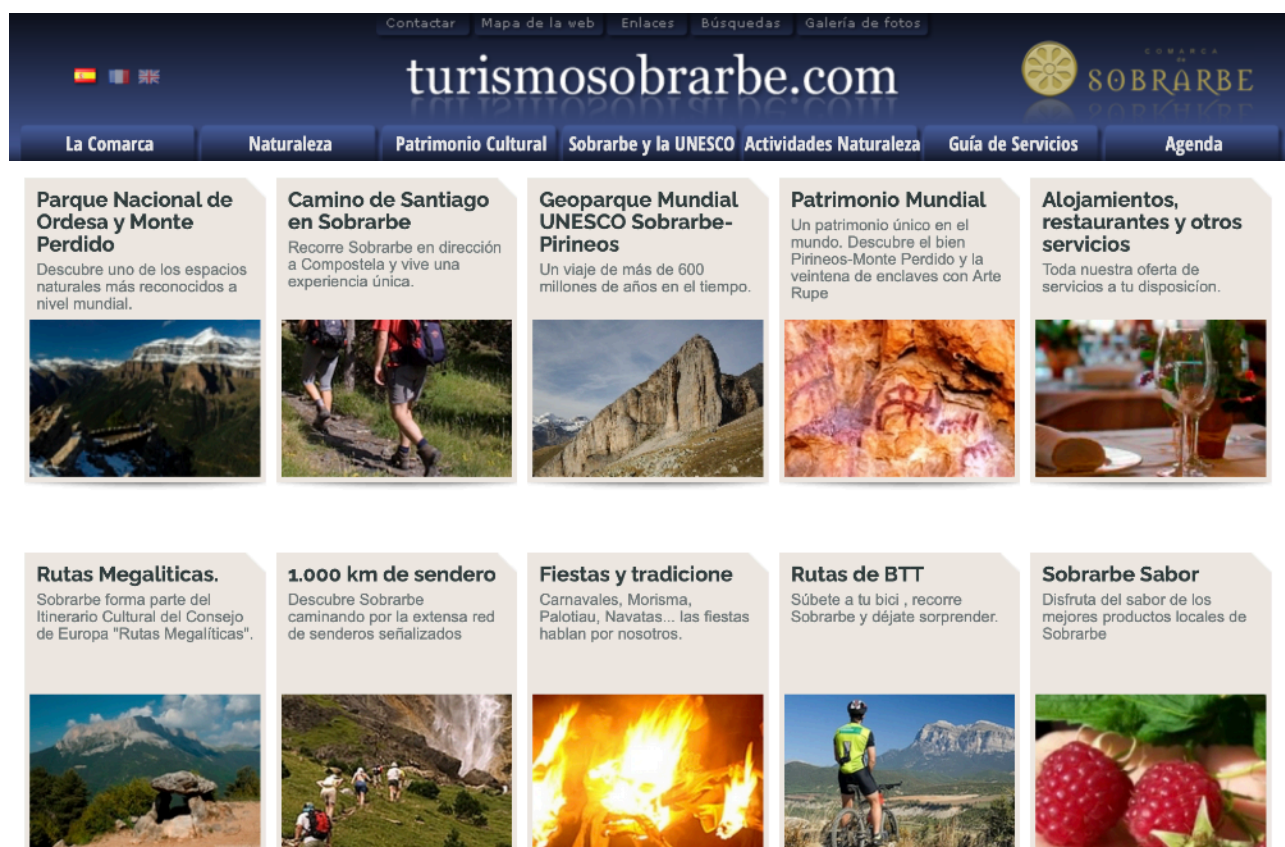 Contactar
Mapa de la web
Enlaces
Búsquedas
Galería de fotos
turismosobrarbe.com
COMARCA
DE
SOBRARBE
La Comarca
Naturaleza
Patrimonio Cultural
Sobrarbe y la UNESCO
Actividades Naturaleza
Guía de Servicios
Agenda
Parque Nacional de
Ordesa y Monte
Perdido
Descubre uno de los espacios
naturales más reconocidos a
nivel mundial.
Camino de Santiago
en Sobrarbe
Recorre Sobrarbe en dirección
a Compostela y vive una
experiencia única.
Geoparque Mundial
UNESCO Sobrarbe-
Pirineos
Un viaje de más de 600
millones de años en el tiempo.
Patrimonio Mundial
Un patrimonio único en el
mundo. Descubre el bien
Pirineos-Monte Perdido y la
veintena de enclaves con Arte
Rupe
Alojamientos,
restaurantes y otros
servicios
Toda nuestra oferta de
servicios a tu disposicíon.
Rutas Megaliticas.
Sobrarbe forma parte del
Itinerario Cultural del Consejo
de Europa "Rutas Megalíticas".
1.000 km de sendero
Descubre Sobrarbe
caminando por la extensa red
de senderos señalizados
Fiestas y tradicione
Carnavales, Morisma,
Palotiau, Navatas... las fiestas
hablan por nosotros.
Rutas de BTT
Súbete a tu bici , recorre
Sobrarbe y déjate sorprender.
Sobrarbe Sabor
Disfruta del sabor de los
mejores productos locales de
Sobrarbe